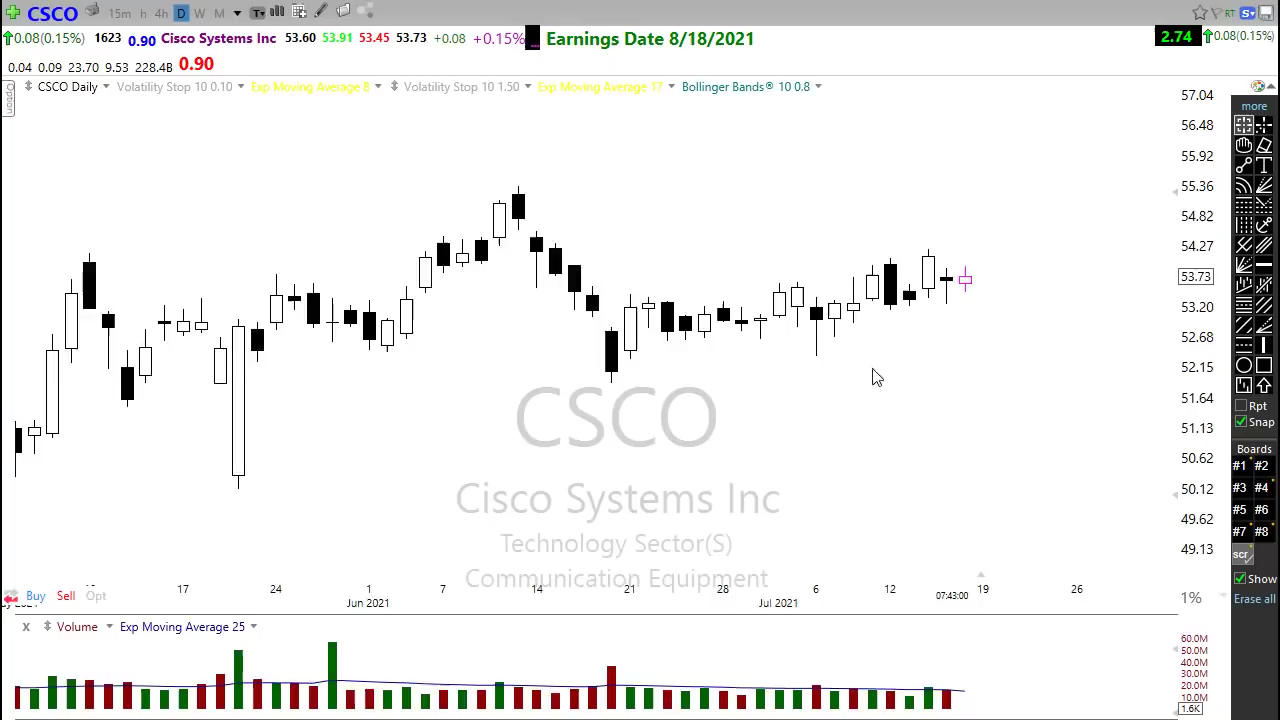 CSCO 15m h 4h D W M T RT S
0.08(0.15%) 1623 0.90 Cisco Systems Inc 53.60 53.91 53.45 53.73 +0.08 +0.15% Earnings Date 8/18/2021 2.74 0.08(0.15%)
0.04 0.09 23.70 9.53 228.4B 0.90
Option
CSCO Daily Volatility Stop 10 0.10 Exp Moving Average 8 Volatility Stop 10 1.50 Exp Moving Average 17 Bollinger Bands® 10 0.8
57.04
56.48
55.92
55.36
54.82
54.27
53.73
53.20
52.68
52.15
51.64
51.13
50.62
50.12
49.62
49.13
1%
more
T
Rpt
Snap
Boards
#1 #2
#3 #4
#5 #6
#7 #8
scr
Show
Erase all
CSCO
Cisco Systems Inc
Technology Sector(S)
Communication Equipment
17 24 1 7 14 21 28 6 12 07:43:00 19 26
Buy Sell Opt
Jun 2021 Jul 2021
X Volume Exp Moving Average 25
60.0M
50.0M
40.0M
30.0M
20.0M
10.0M
1.6K